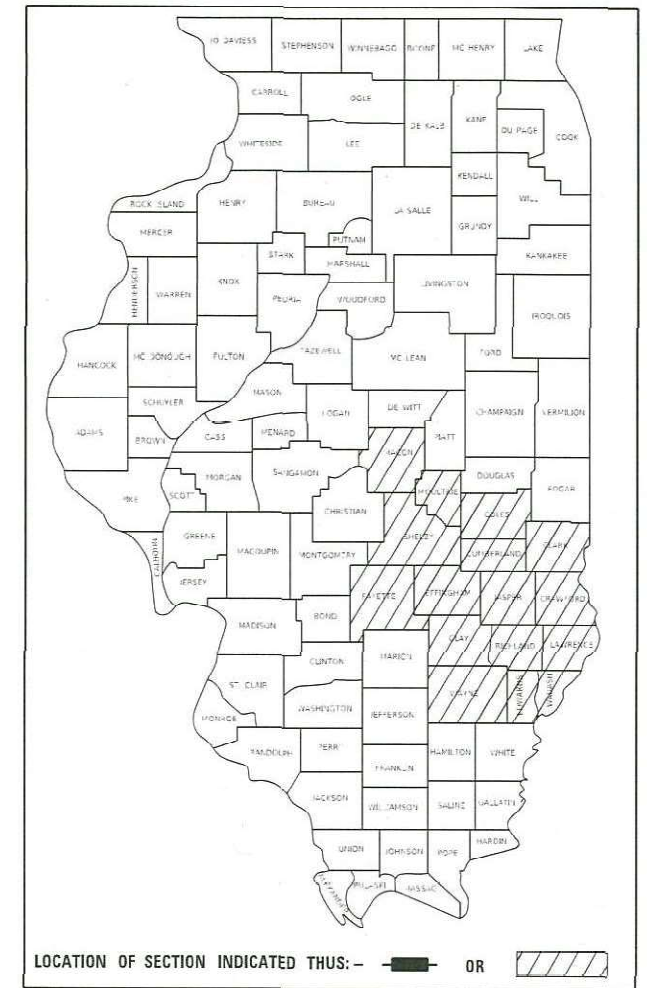 JO DAVIESS STEPHENSON WINNEBAGO BOONE MC HENRY LAKE
CARROLL OGLE DE KALB KANE DU PAGE COOK
WHITESIDE LEE
KENDALL
ROCK ISLAND HENRY BUREAU LA SALLE WILL
MERCER PUTNAM GRUNDY
STARK MARSHALL KANKAKEE
HENDERSON WARREN KNOX PEORIA WOODFORD LIVINGSTON
IROQUOIS
HANCOCK MC DONOUGH FULTON TAZEWELL MC LEAN FORD
MASON
SCHUYLER LOGAN DE WITT CHAMPAIGN VERMILION
ADAMS BROWN CASS MENARD PIATT
MACON
MORGAN SANGAMON DOUGLAS
PIKE SCOTT MOULTRIE EDGAR
CHRISTIAN COLES
GREENE SHELBY
CALHOUN MACOUPIN MONTGOMERY CUMBERLAND CLARK
JERSEY
FAYETTE EFFINGHAM JASPER CRAWFORD
MADISON BOND
CLAY RICHLAND LAWRENCE
CLINTON MARION
ST. CLAIR WAYNE EDWARDS WABASH
WASHINGTON JEFFERSON
MONROE
RANDOLPH PERRY HAMILTON WHITE
FRANKLIN
JACKSON WILLIAMSON SALINE GALLATIN
UNION JOHNSON POPE HARDIN
ALEXANDER PULASKI MASSAC
LOCATION OF SECTION INDICATED THUS:– OR